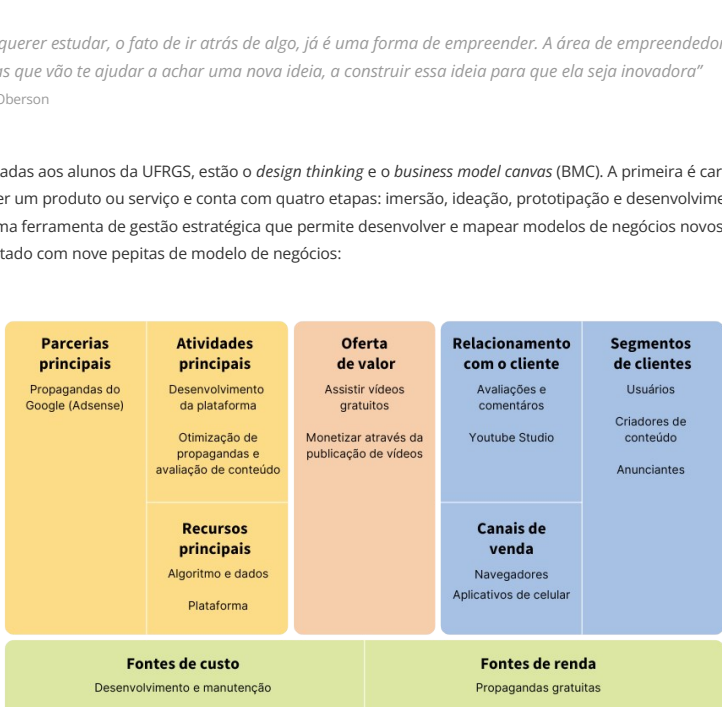 querer estudar, o fato de ir atrás de algo, já é uma forma de empreender. A área de empreendedor
as que vão te ajudar a achar uma nova ideia, a construir essa ideia para que ela seja inovadora”
Oberson
adas aos alunos da UFRGS, estão o design thinking e o business model canvas (BMC). A primeira é car
er um produto ou serviço e conta com quatro etapas: imersão, ideação, prototipação e desenvolvime
ma ferramenta de gestão estratégica que permite desenvolver e mapear modelos de negócios novos
tado com nove pepitas de modelo de negócios:
Parcerias
principais
Propagandas do
Google (Adsense)
Atividades
principais
Desenvolvimento
da plataforma
Otimização de
propagandas e
avaliação de conteúdo
Recursos
principais
Algoritmo e dados
Plataforma
Oferta
de valor
Assistir vídeos
gratuitos
Monetizar através da
publicação de vídeos
Relacionamento
com o cliente
Avaliações e
comentáros
Youtube Studio
Canais de
venda
Navegadores
Aplicativos de celular
Segmentos
de clientes
Usuários
Criadores de
conteúdo
Anunciantes
Fontes de custo
Desenvolvimento e manutenção
Fontes de renda
Propagandas gratuitas